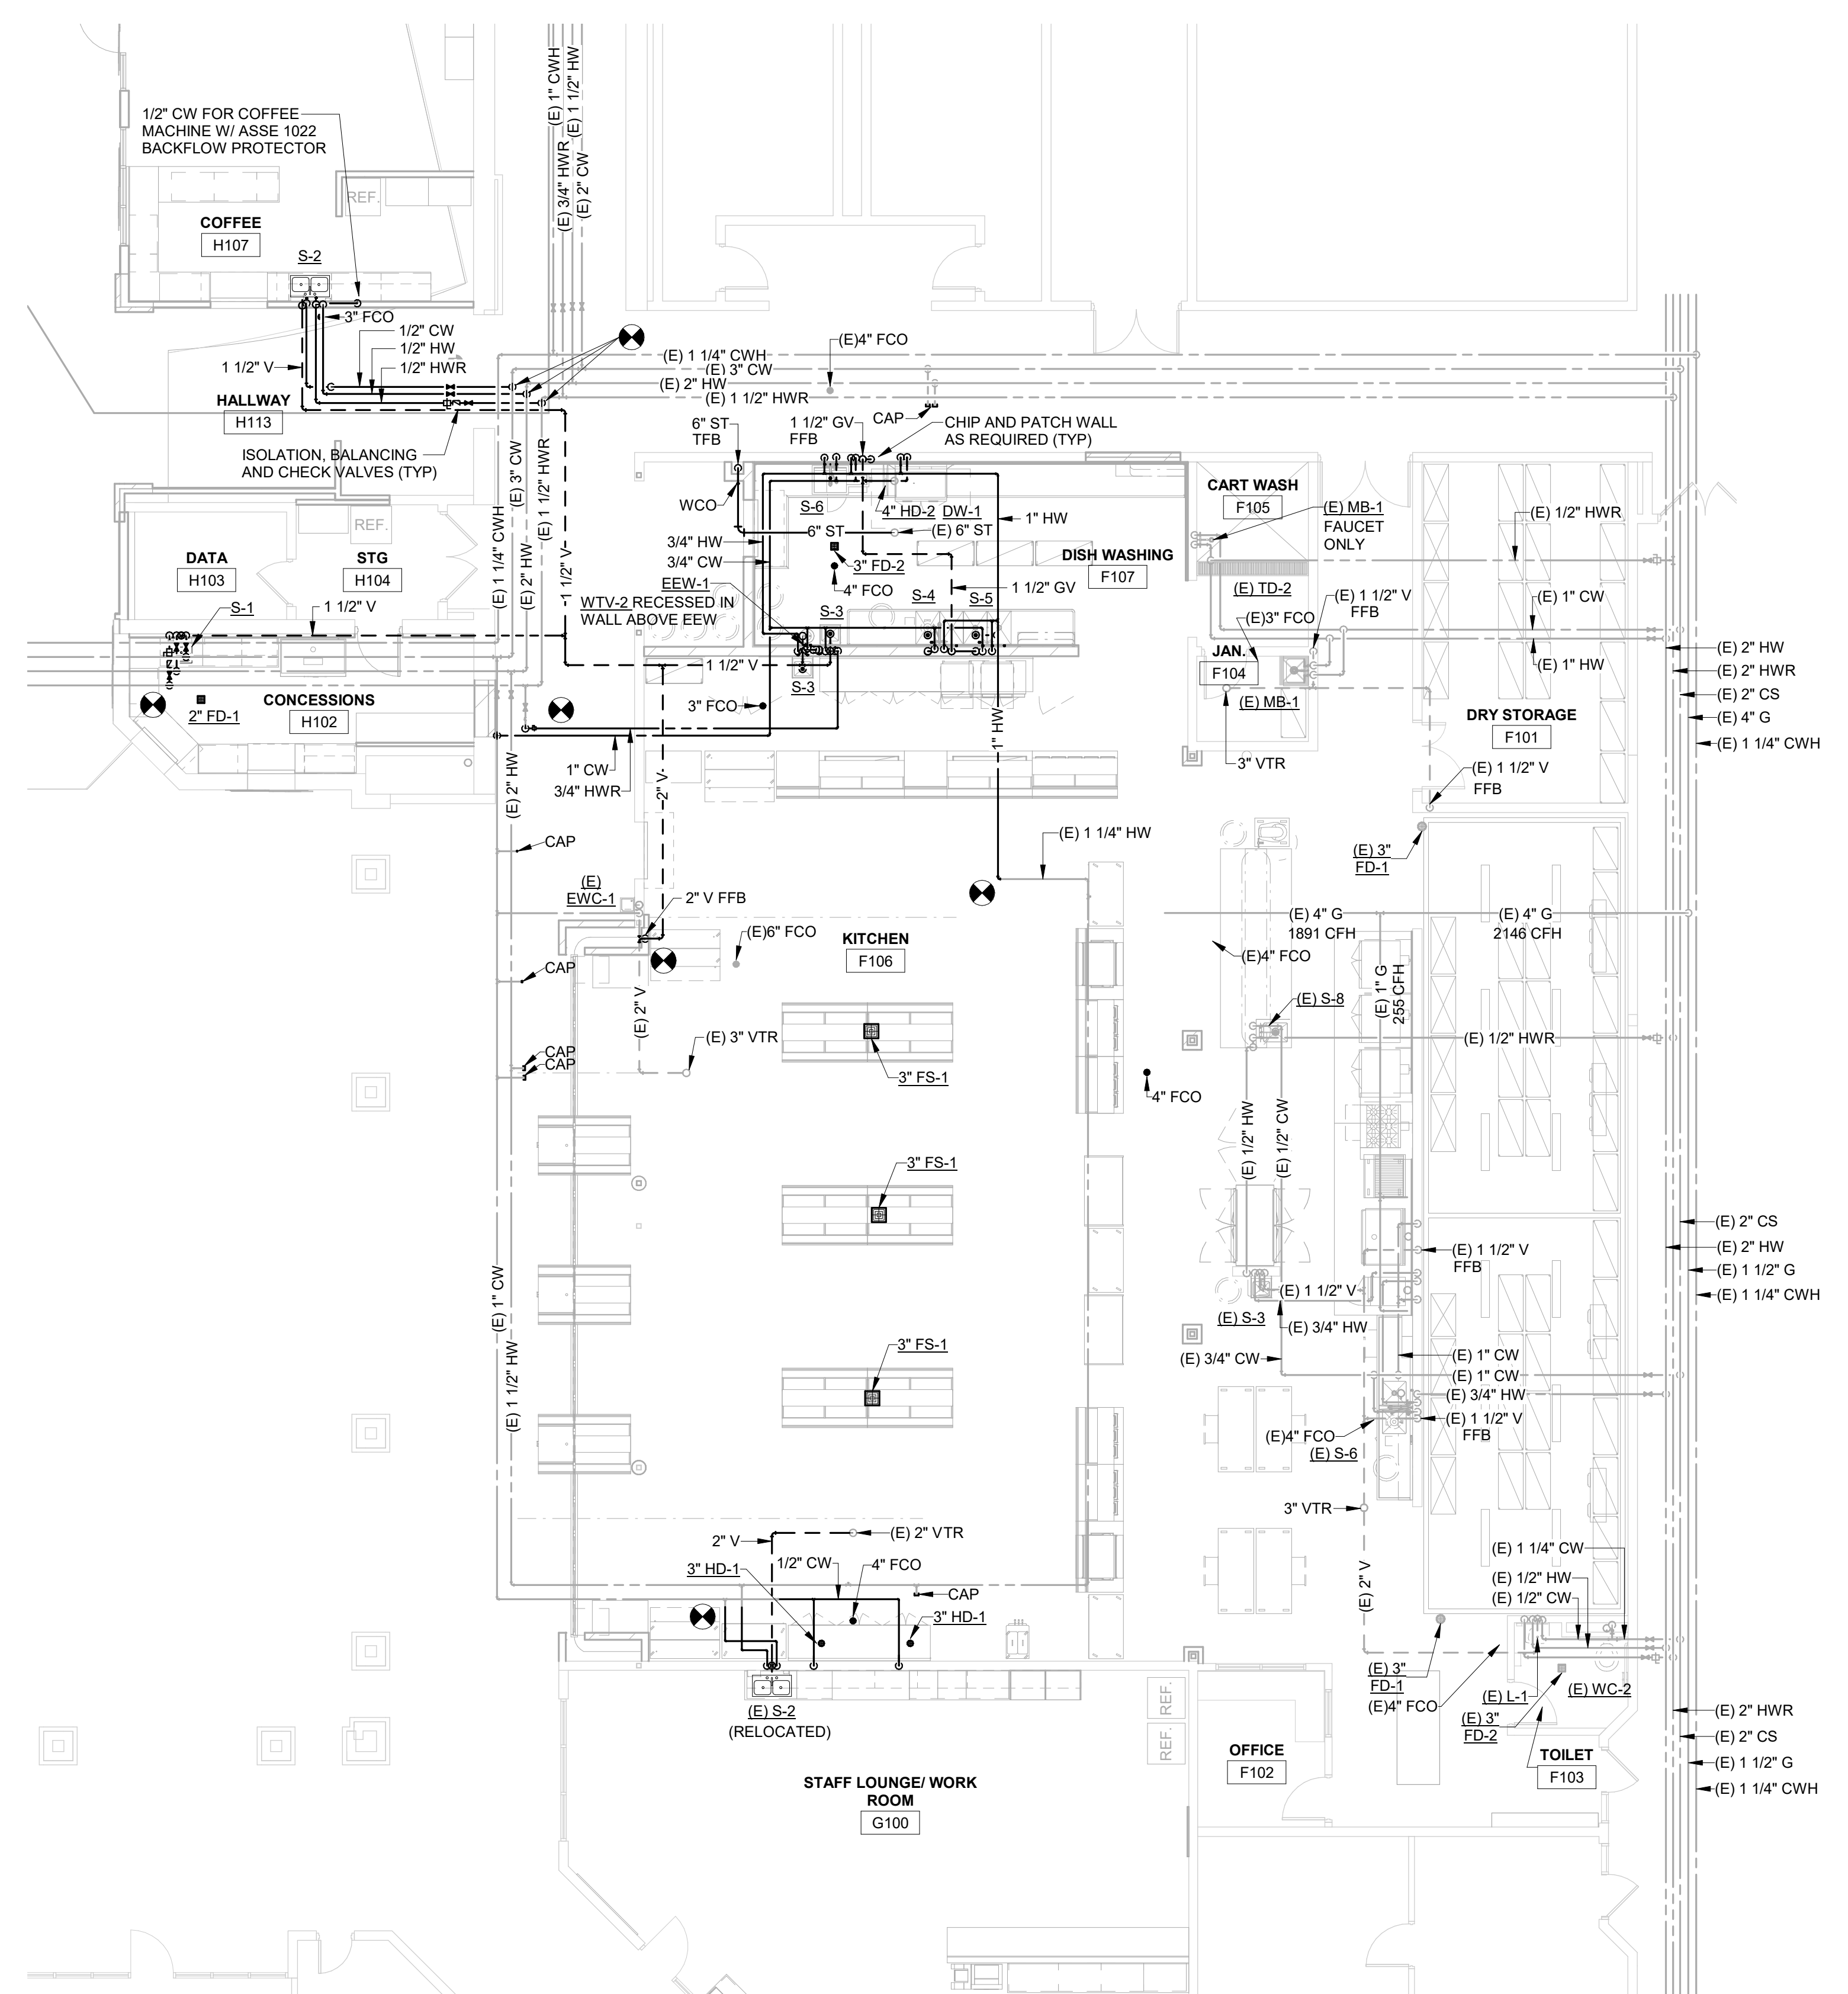 (E) 1" CWH
(E) 1 1/2" HW
(E) 3/4" HWR
(E) 2" CW
1/2" CW FOR COFFEE
MACHINE W/ ASSE 1022
BACKFLOW PROTECTOR
REF.
COFFEE
H107
S-2
3" FCO
1/2" CW
1/2" HW
1/2" HWR
1 1/2" V
HALLWAY
H113
ISOLATION, BALANCING
AND CHECK VALVES (TYP)
(E)4" FCO
(E) 1 1/4" CWH
(E) 3" CW
(E) 2" HW
(E) 1 1/2" HWR
CAP
6" ST
TFB
1 1/2" GV
FFB
CHIP AND PATCH WALL
AS REQUIRED (TYP)
WCO
S-6
4" HD-2
DW-1
6" ST
(E) 6" ST
1" HW
3/4" HW
3/4" CW
3" FD-2
4" FCO
DISH WASHING
F107
1 1/2" GV
EEW-1
WTV-2 RECESSED IN
WALL ABOVE EEW
S-3
S-4
S-5
S-3
1 1/2" V
3" FCO
(E) 3" CW
(E) 1 1/2" HWR
(E) 1 1/4" CWH
(E) 2" HW
1 1/2" V
REF.
DATA
H103
STG
H104
S-1
1 1/2" V
CONCESSIONS
H102
2" FD-1
1" CW
3/4" HWR
2" V
1" HW
(E) 2" HW
CAP
(E) 1 1/4" HW
CART WASH
F105
(E) MB-1
FAUCET
ONLY
(E) 1/2" HWR
(E) TD-2
(E) 1 1/2" V
FFB
(E) 1" CW
(E)3" FCO
JAN.
F104
(E) 1" HW
(E) MB-1
3" VTR
DRY STORAGE
F101
(E) 1 1/2" V
FFB
(E) 2" HW
(E) 2" HWR
(E) 2" CS
(E) 4" G
(E) 1 1/4" CWH
(E) 3"
FD-1
(E)
EWC-1
2" V FFB
(E)6" FCO
KITCHEN
F106
CAP
(E) 2" V
(E) 3" VTR
CAP
CAP
3" FS-1
3" FS-1
3" FS-1
4" FCO
(E) 4" G
1891 CFH
(E) 4" G
2146 CFH
(E)4" FCO
(E) 1" G
255 CFH
(E) S-8
(E) 1/2" HWR
(E) 1/2" HW
(E) 1/2" CW
(E) 1 1/2" V
FFB
(E) 1 1/2" V
(E) S-3
(E) 3/4" HW
(E) 3/4" CW
(E) 1" CW
(E) 1" CW
(E) 3/4" HW
(E) 1 1/2" V
FFB
(E)4" FCO
(E) S-6
3" VTR
(E) 2" V
(E) 2" CS
(E) 2" HW
(E) 1 1/2" G
(E) 1 1/4" CWH
(E) 1" CW
(E) 1 1/2" HW
2" V
(E) 2" VTR
1/2" CW
3" HD-1
4" FCO
CAP
3" HD-1
(E) S-2
(RELOCATED)
REF.
REF.
STAFF LOUNGE/ WORK
ROOM
G100
OFFICE
F102
(E) 1 1/4" CW
(E) 1/2" HW
(E) 1/2" CW
(E) 3"
FD-1
(E)4" FCO
(E) L-1
(E) WC-2
(E) 3"
FD-2
TOILET
F103
(E) 2" HWR
(E) 2" CS
(E) 1 1/2" G
(E) 1 1/4" CWH